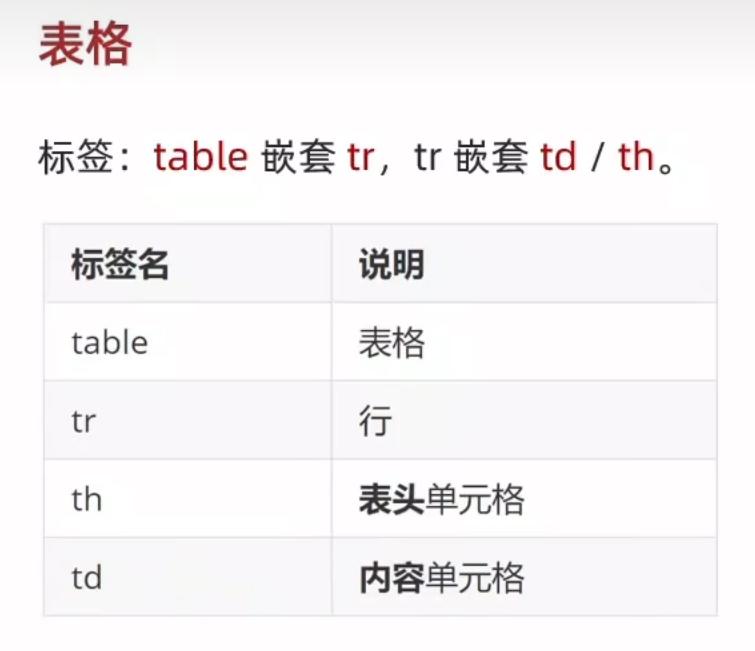 表格
标签：table 嵌套 tr，tr 嵌套 td / th。
标签名 说明
table 表格
tr 行
th 表头单元格
td 内容单元格